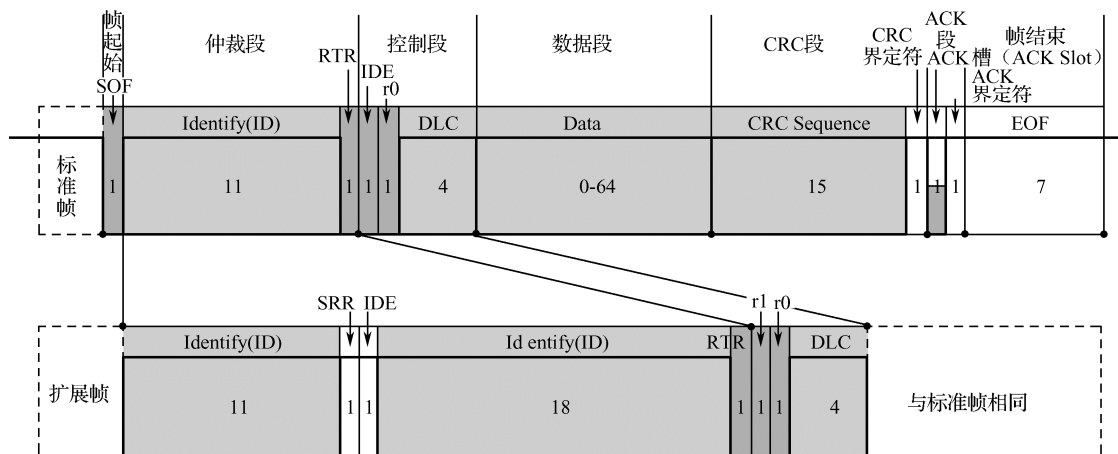 帧起始
SOF
仲裁段
RTR
IDE
r0
控制段
数据段
CRC段
CRC
界定符
ACK
段
ACK 槽（ACK Slot）
ACK
界定符
帧结束
Identify(ID)
DLC
Data
CRC Sequence
EOF
标准帧
1
11
1
1
1
4
0-64
15
1
1
1
7
SRR
IDE
r1
r0
Identify(ID)
Id entify(ID)
RTR
DLC
扩展帧
11
1
1
18
1
1
1
4
与标准帧相同